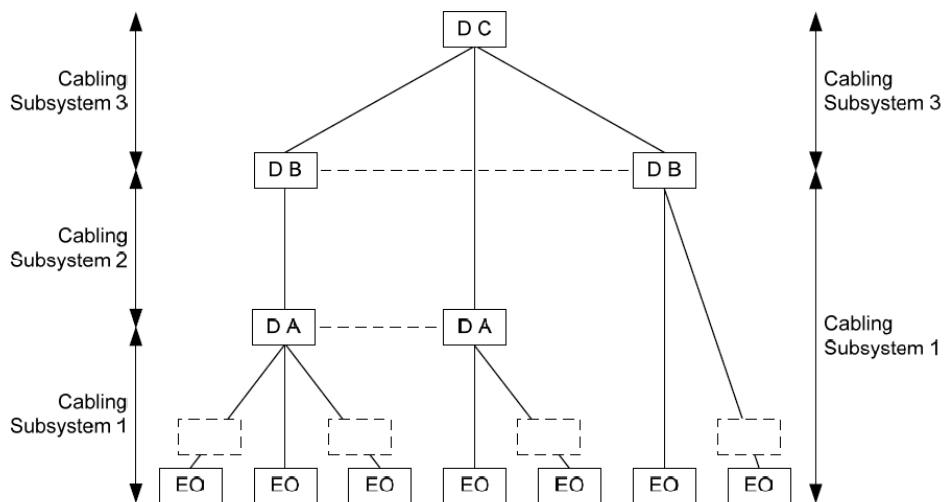 D C
Cabling
Subsystem 3
Cabling
Subsystem 3
D B
D B
Cabling
Subsystem 2
D A
D A
Cabling
Subsystem 1
Cabling
Subsystem 1
EO
EO
EO
EO
EO
EO
EO